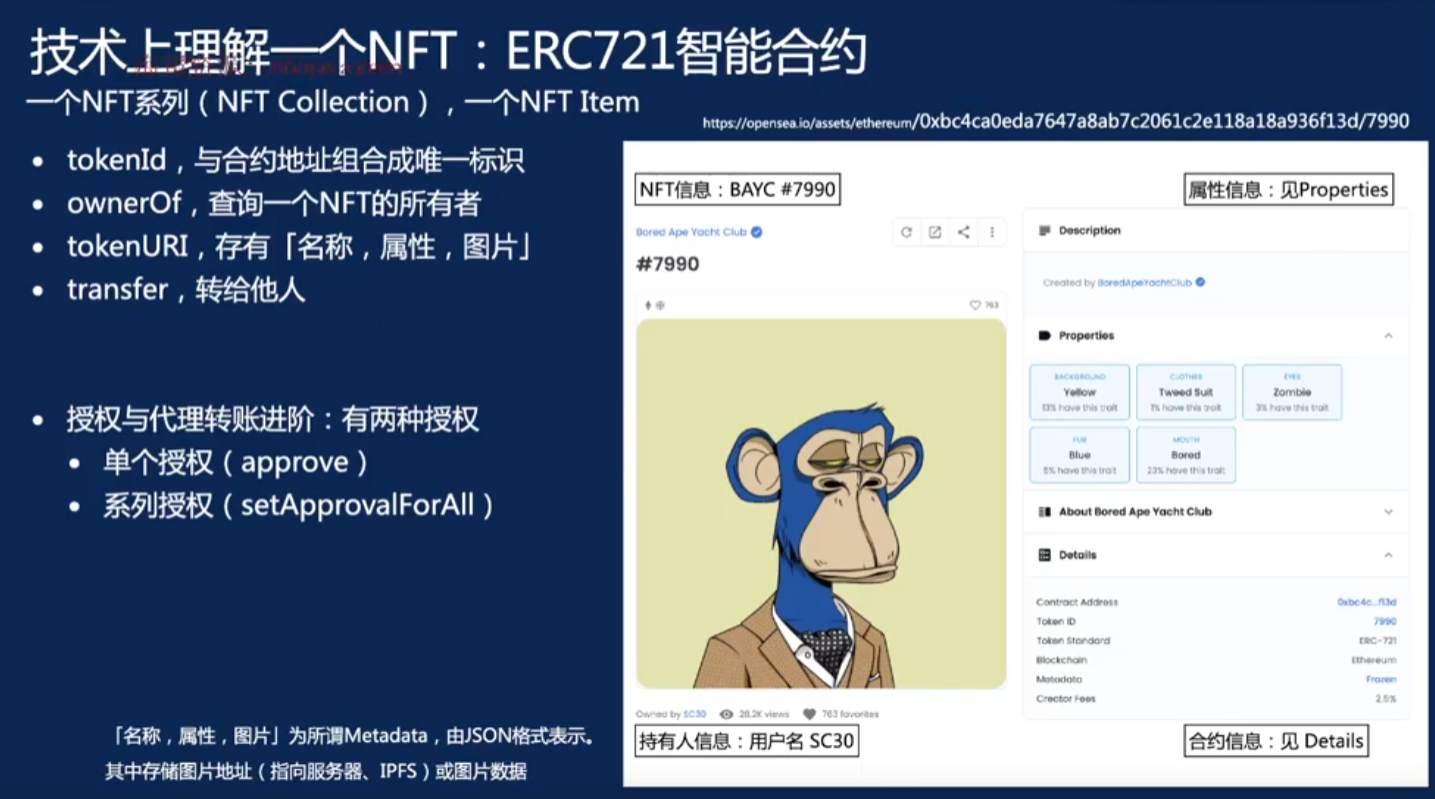 技术上理解一个NFT：ERC721智能合约
一个NFT系列（NFT Collection），一个NFT Item
https://opensea.io/assets/ethereum/0xbc4ca0eda7647a8ab7c2061c2e118a18a936f13d/7990
• tokenId，与合约地址组合成唯一标识
• ownerOf，查询一个NFT的所有者
• tokenURI，存有「名称，属性，图片」
• transfer，转给他人
• 授权与代理转账进阶：有两种授权
• 单个授权（approve）
• 系列授权（setApprovalForAll）
「名称，属性，图片」为所谓Metadata，由JSON格式表示。
其中存储图片地址（指向服务器、IPFS）或图片数据
NFT信息：BAYC #7990
Bored Ape Yacht Club
#7990
763
Owned by SC30 28.2K views 763 favorites
持有人信息：用户名 SC30
属性信息：见Properties
Description
Created by BoredApeYachtClub
Properties
BACKGROUND
Yellow
13% have this trait
CLOTHES
Tweed Suit
1% have this trait
EYES
Zombie
3% have this trait
FUR
Blue
5% have this trait
MOUTH
Bored
23% have this trait
About Bored Ape Yacht Club
Details
Contract Address 0xbc4c...f13d
Token ID 7990
Token Standard ERC-721
Blockchain Ethereum
Metadata Frozen
Creator Fees 2.5%
合约信息：见 Details